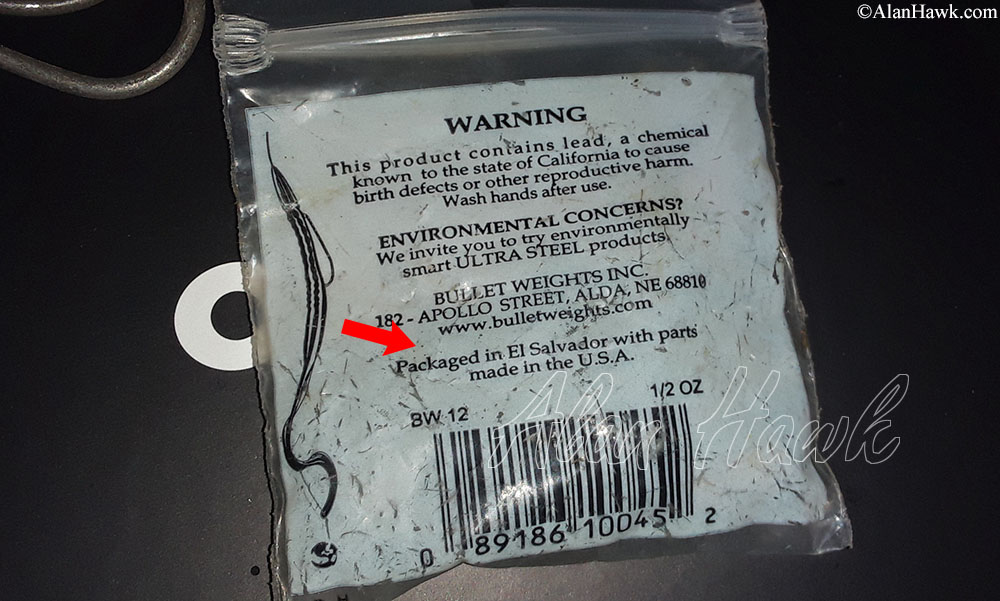 ©AlanHawk.com
WARNING
This product contains lead, a chemical
known to the state of California to cause
birth defects or other reproductive harm.
Wash hands after use.
ENVIRONMENTAL CONCERNS?
We invite you to try environmentally
smart ULTRA STEEL products.
BULLET WEIGHTS INC.
182 - APOLLO STREET, ALDA, NE 68810
www.bulletweights.com
Packaged in El Salvador with parts
made in the U.S.A.
BW 12 1/2 OZ
Alan Hawk
0 89186 10045 2